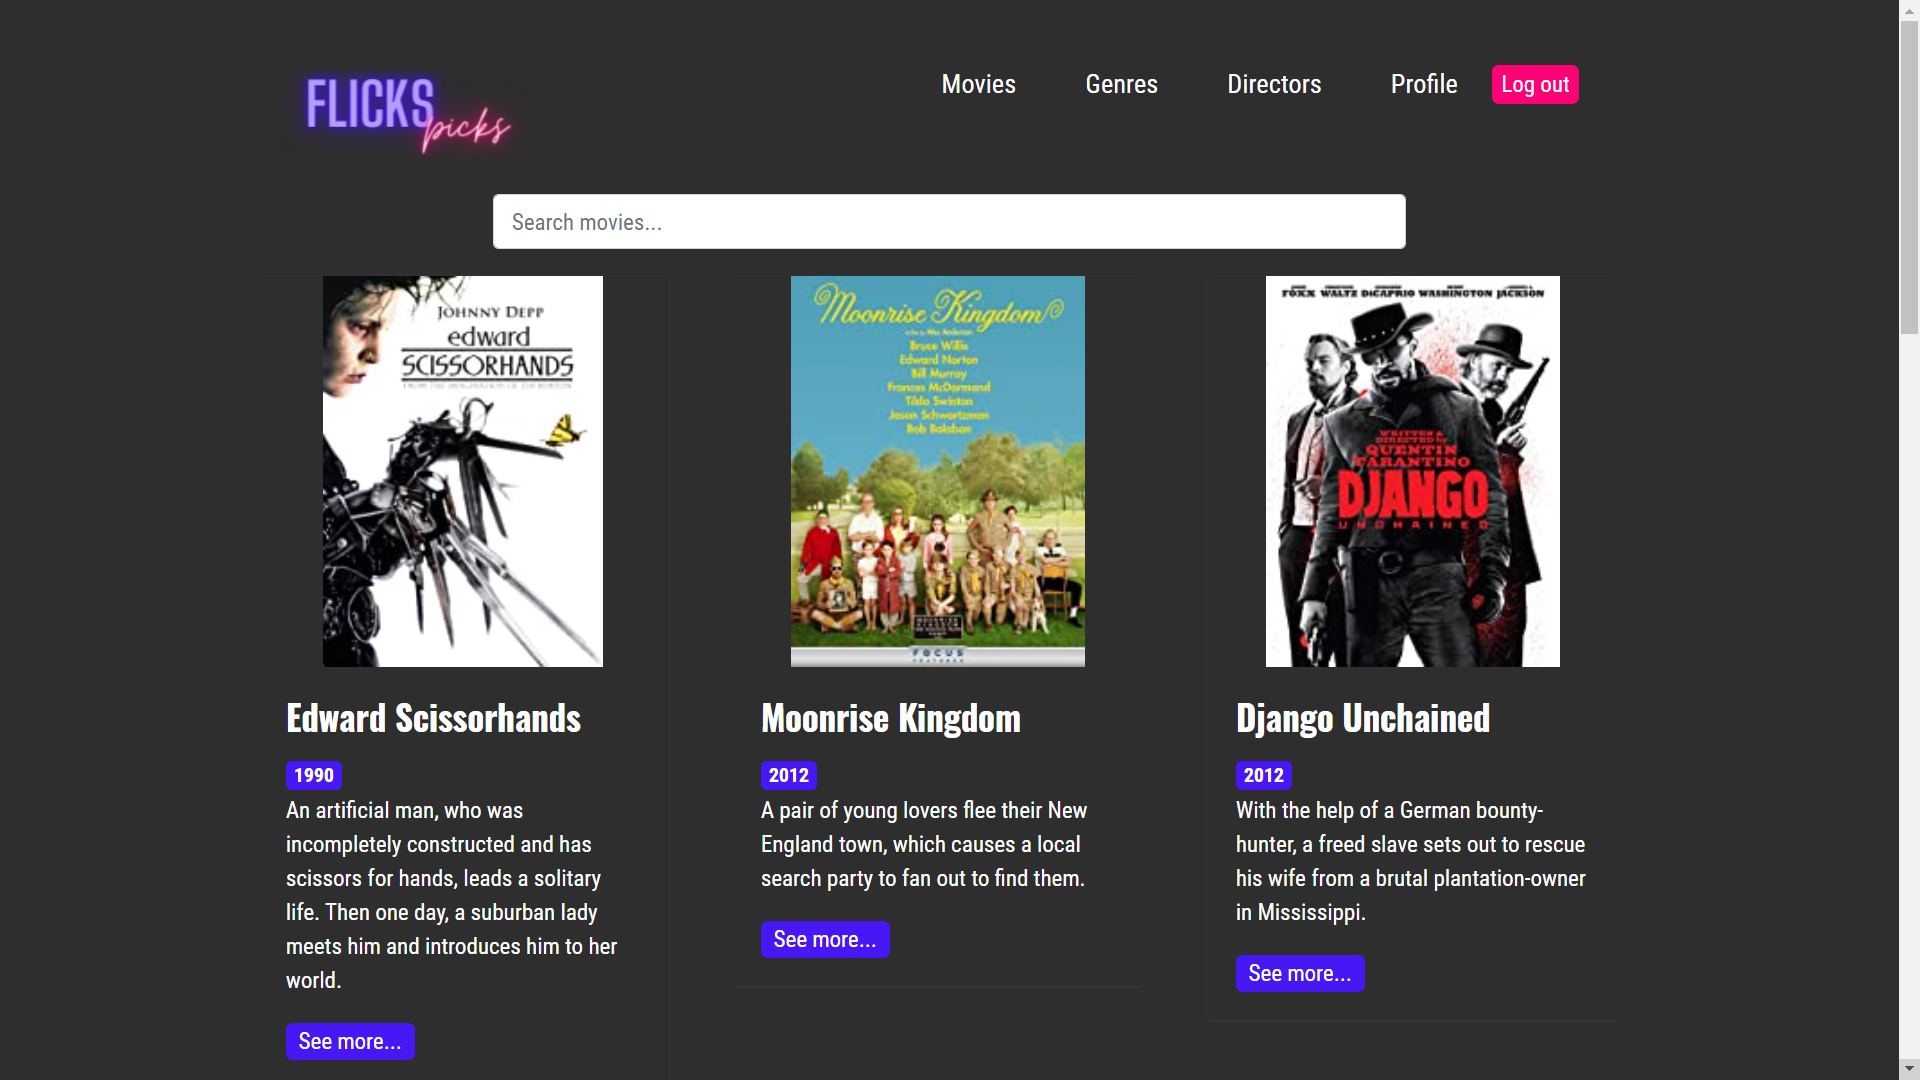 FLICKS
picks
Movies
Genres
Directors
Profile
Log out
Search movies...
JOHNNY DEPP
edward
SCISSORHANDS
Moonrise Kingdom
Bruce Willis
Edward Norton
Bill Murray
Frances McDormand
Tilda Swinton
Jason Schwartzman
Bob Balaban
FOCUS
FEATURES
FOXX WALTZ DICAPRIO WASHINGTON JACKSON
WRITTEN &
DIRECTED by
QUENTIN
TARANTINO
DJANGO
UNCHAINED
Edward Scissorhands
1990
An artificial man, who was
incompletely constructed and has
scissors for hands, leads a solitary
life. Then one day, a suburban lady
meets him and introduces him to her
world.
See more...
Moonrise Kingdom
2012
A pair of young lovers flee their New
England town, which causes a local
search party to fan out to find them.
See more...
Django Unchained
2012
With the help of a German bounty-
hunter, a freed slave sets out to rescue
his wife from a brutal plantation-owner
in Mississippi.
See more...